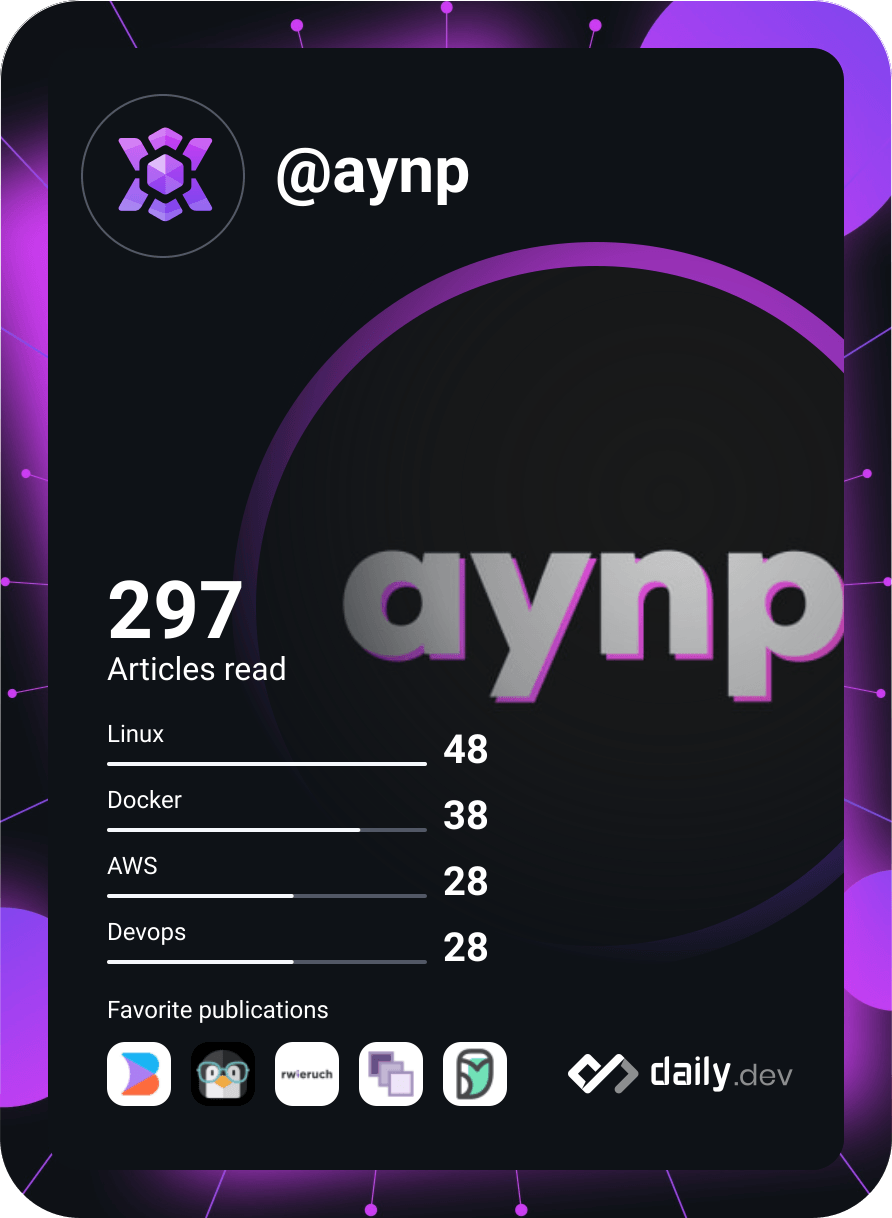 @aynp
aynp
297
Articles read
Linux
48
Docker
38
AWS
28
Devops
28
Favorite publications
rwieruch
daily.dev